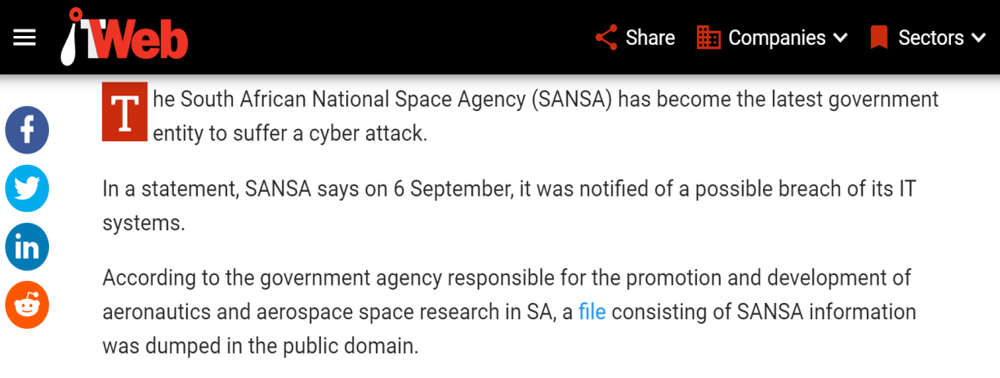 iTWeb
Share
Companies
Sectors
The South African National Space Agency (SANSA) has become the latest government
entity to suffer a cyber attack.
In a statement, SANSA says on 6 September, it was notified of a possible breach of its IT
systems.
According to the government agency responsible for the promotion and development of
aeronautics and aerospace space research in SA, a file consisting of SANSA information
was dumped in the public domain.
f
in